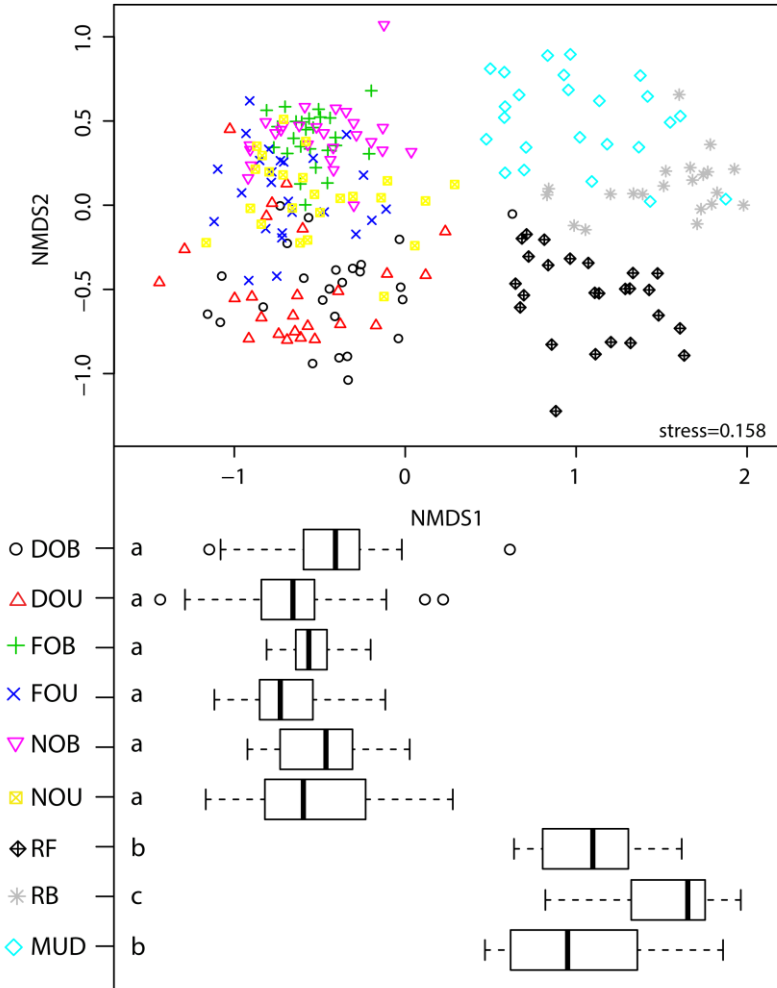 1.0
0.5
0.0
−0.5
−1.0
NMDS2
stress=0.158
−1 0 1 2
NMDS1
DOB a
DOU a
FOB a
FOU a
NOB a
NOU a
RF b
RB c
MUD b